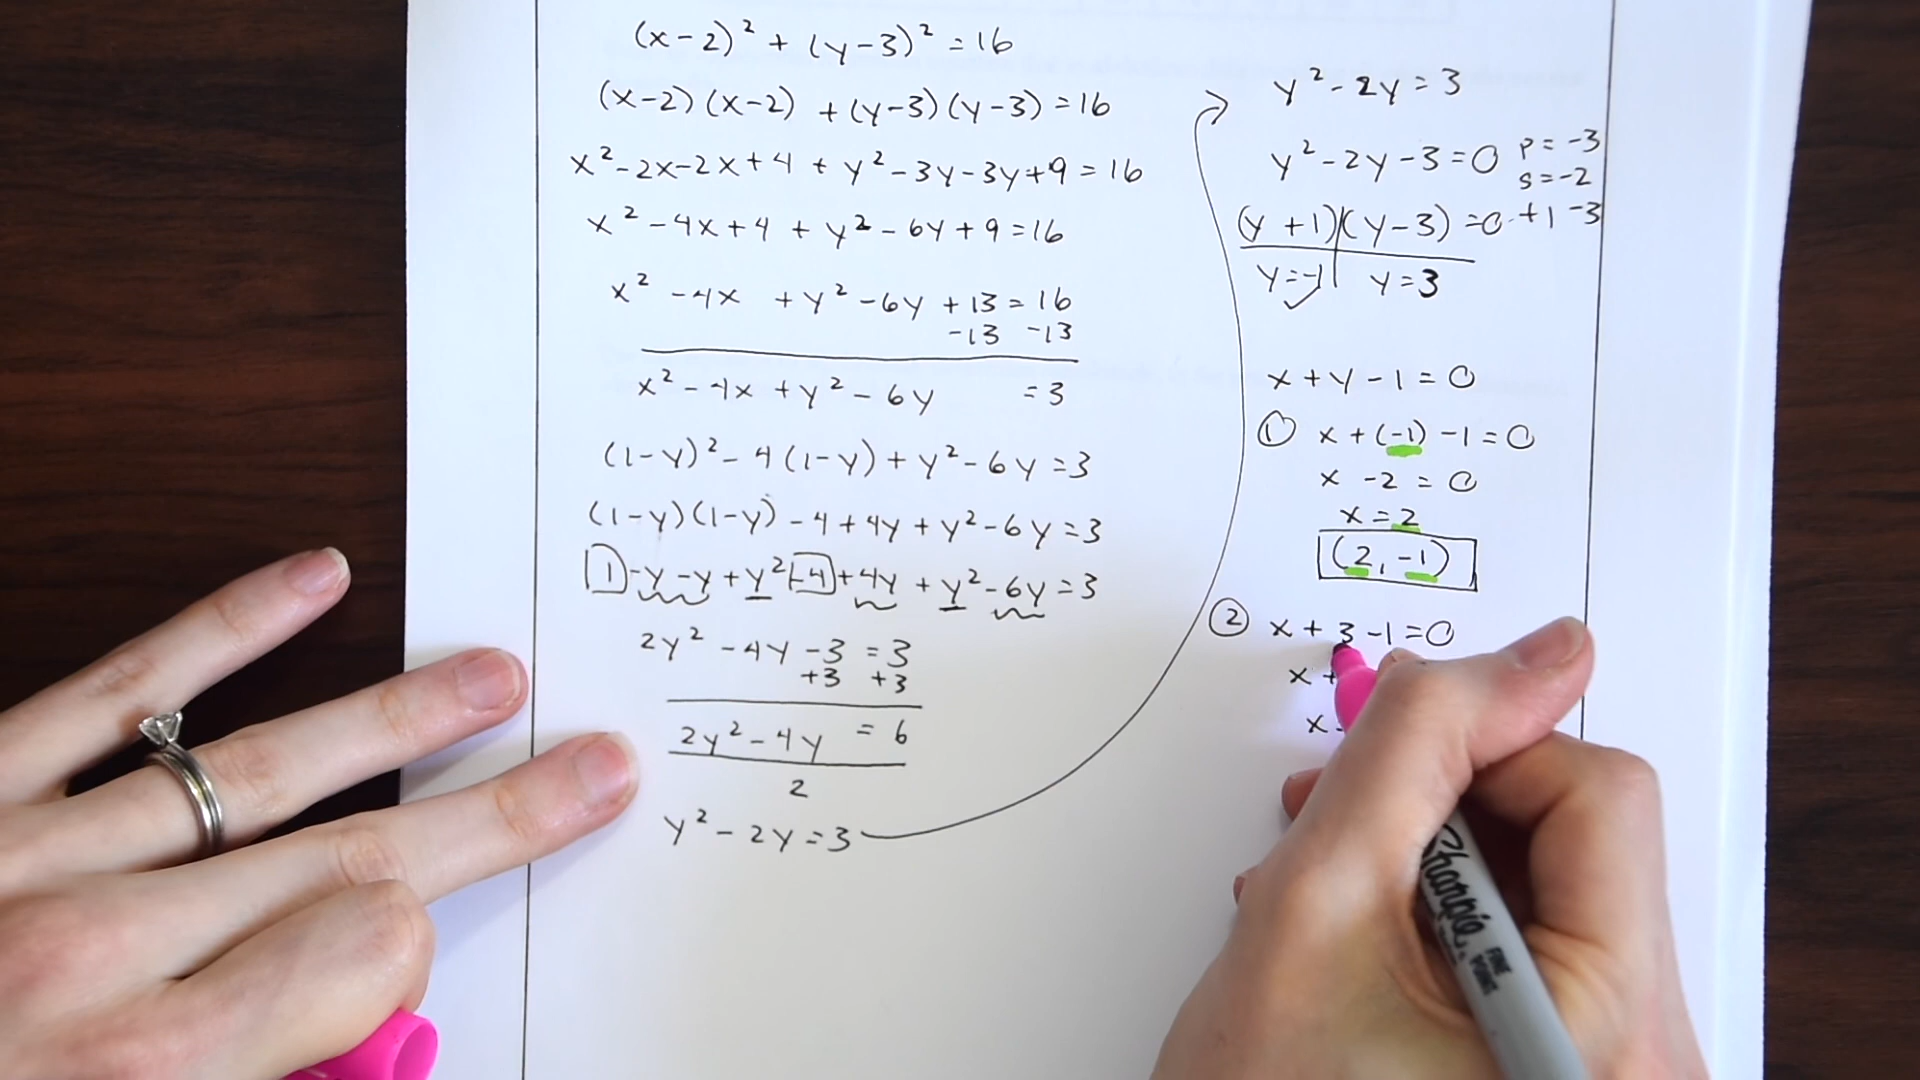 (x-2)² + (y-3)² = 16
(x-2)(x-2) + (y-3)(y-3) = 16
x² - 2x - 2x + 4 + y² - 3y - 3y + 9 = 16
x² - 4x + 4 + y² - 6y + 9 = 16
x² - 4x + y² - 6y + 13 = 16
-13 -13
x² - 4x + y² - 6y = 3
(1-y)² - 4(1-y) + y² - 6y = 3
(1-y)(1-y) - 4 + 4y + y² - 6y = 3
1 - y - y + y² - 4 + 4y + y² - 6y = 3
2y² - 4y - 3 = 3
+3 +3
2y² - 4y = 6
2
y² - 2y = 3
y² - 2y = 3
y² - 2y - 3 = 0
P = -3
S = -2
(y + 1)(y - 3) = 0
+1 -3
y = -1 y = 3
x + y - 1 = 0
① x + (-1) - 1 = 0
x - 2 = 0
x = 2
(2, -1)
② x + 3 - 1 = 0
x +
x
Sharpie
FINE
POINT